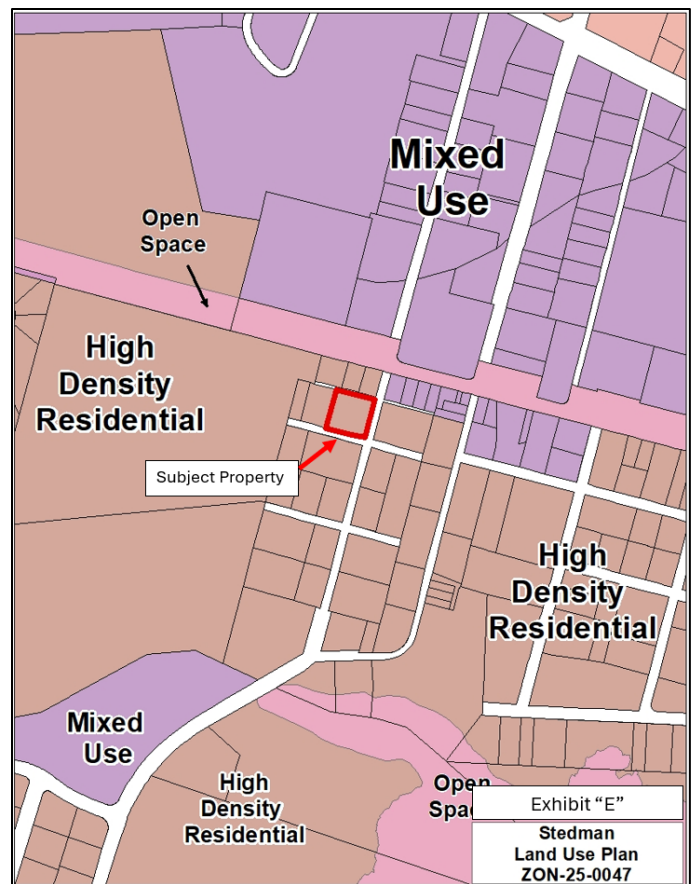 Mixed
Use
Open
Space
High
Density
Residential
Subject Property
High
Density
Residential
Mixed
Use
High
Density
Residential
Open
Spac
Exhibit “E”
Stedman
Land Use Plan
ZON-25-0047